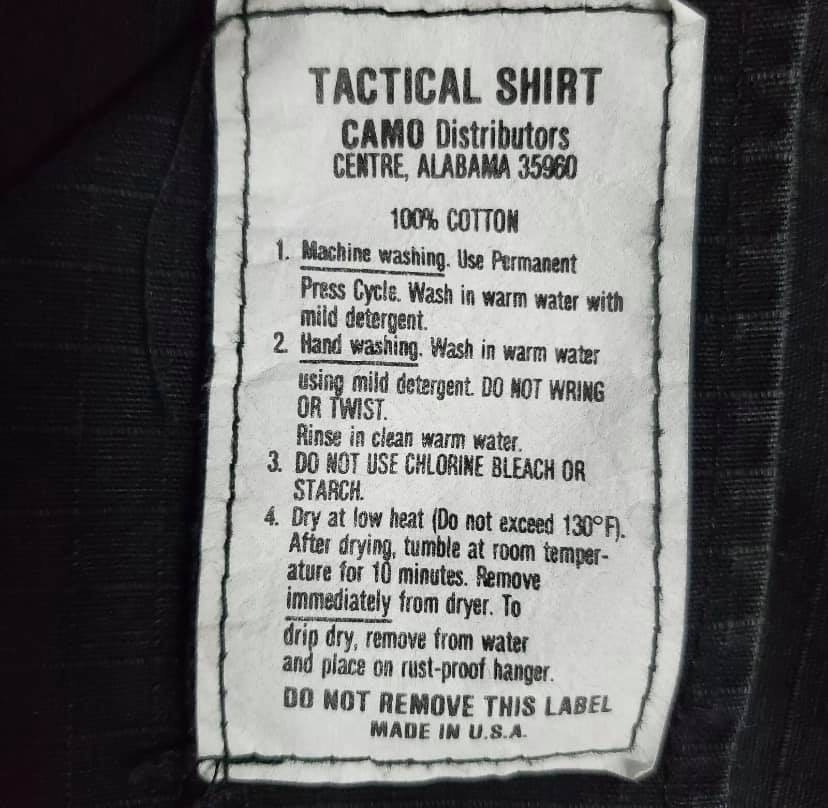 TACTICAL SHIRT
CAMO Distributors
CENTRE, ALABAMA 35960
100% COTTON
1. Machine washing. Use Permanent
Press Cycle. Wash in warm water with
mild detergent.
2. Hand washing. Wash in warm water
using mild detergent. DO NOT WRING
OR TWIST.
Rinse in clean warm water.
3. DO NOT USE CHLORINE BLEACH OR
STARCH.
4. Dry at low heat (Do not exceed 130°F).
After drying, tumble at room temper-
ature for 10 minutes. Remove
immediately from dryer. To
drip dry, remove from water
and place on rust-proof hanger.
DO NOT REMOVE THIS LABEL
MADE IN U.S.A.